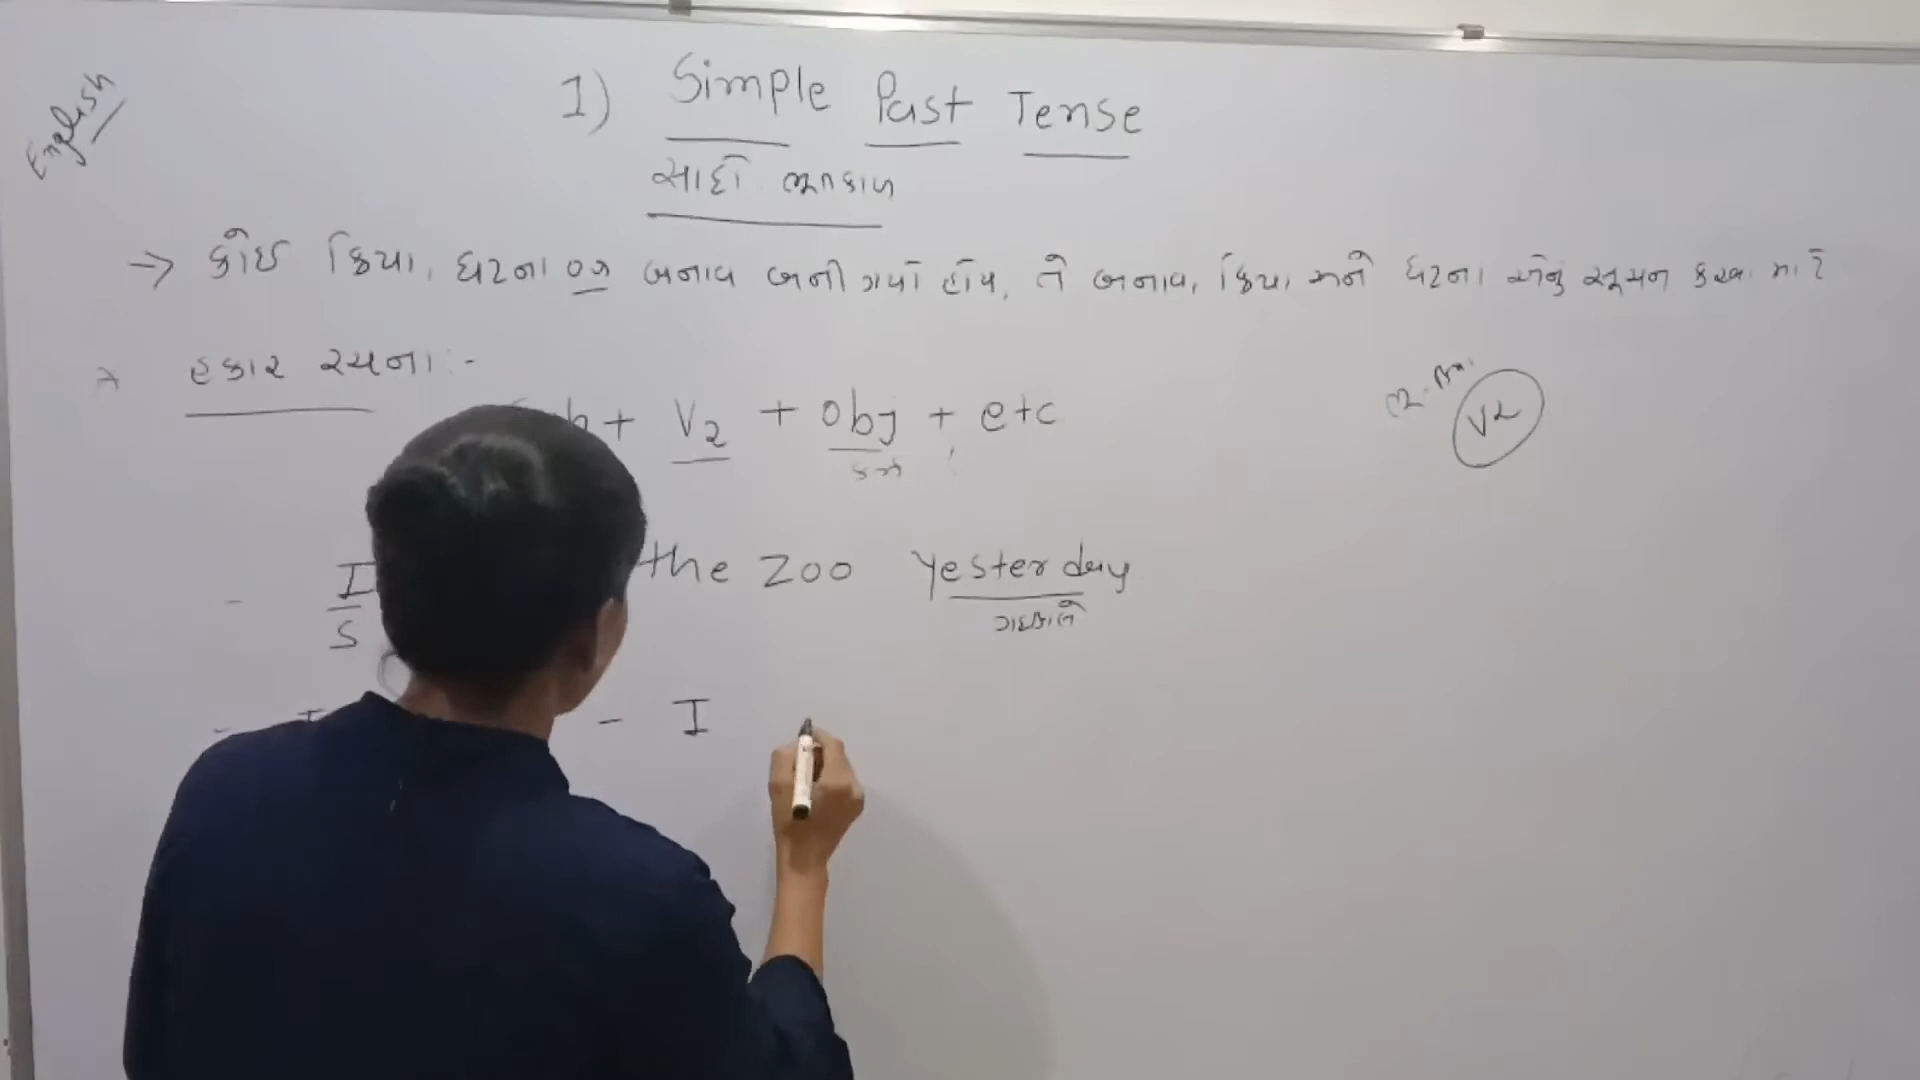 English
1) Simple Past Tense
સાદો ભૂતકાળ
→ કોઈ ક્રિયા, ઘટના કે બનાવ બની ગયો હોય, તે બનાવ, ક્રિયા અને ઘટના એનું સૂચન કરવા માટે
હકાર રચના :-
+ V2 + obj + etc
કર્મ
V2
I the zoo yesterday
S ગઈકાલે
- I